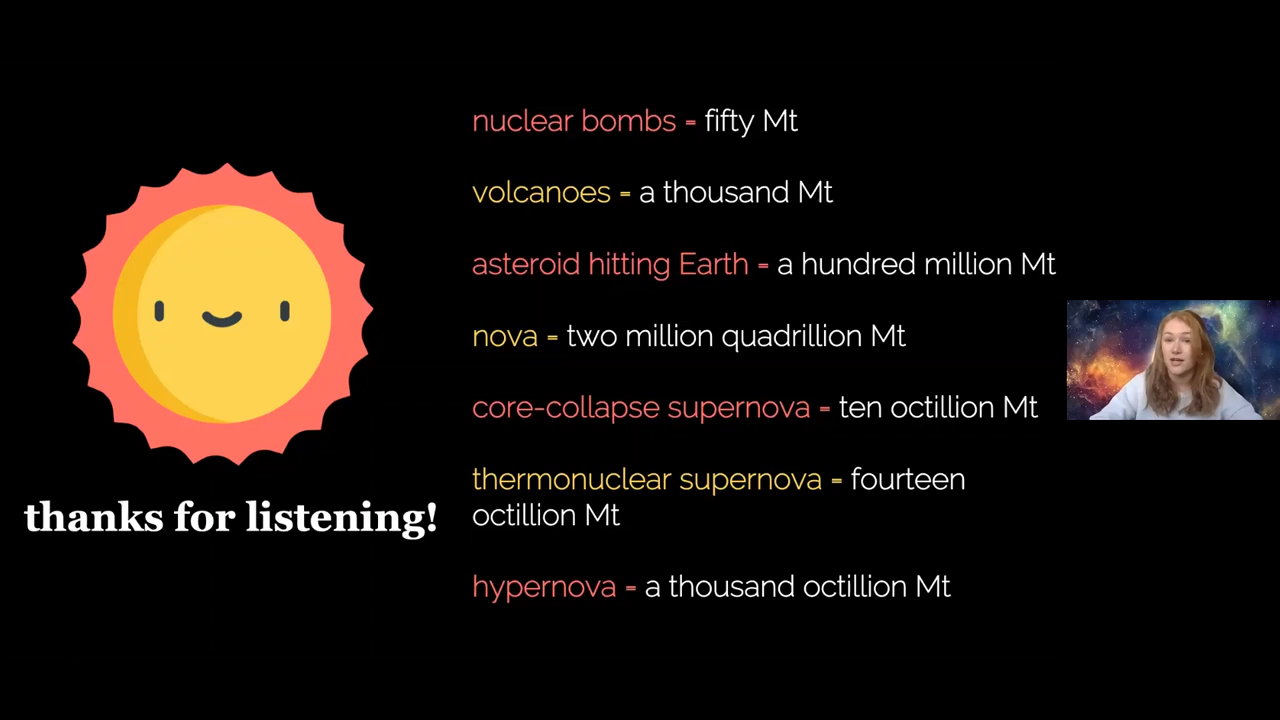 nuclear bombs = fifty Mt
volcanoes = a thousand Mt
asteroid hitting Earth = a hundred million Mt
nova = two million quadrillion Mt
core-collapse supernova = ten octillion Mt
thermonuclear supernova = fourteen
octillion Mt
hypernova = a thousand octillion Mt
thanks for listening!